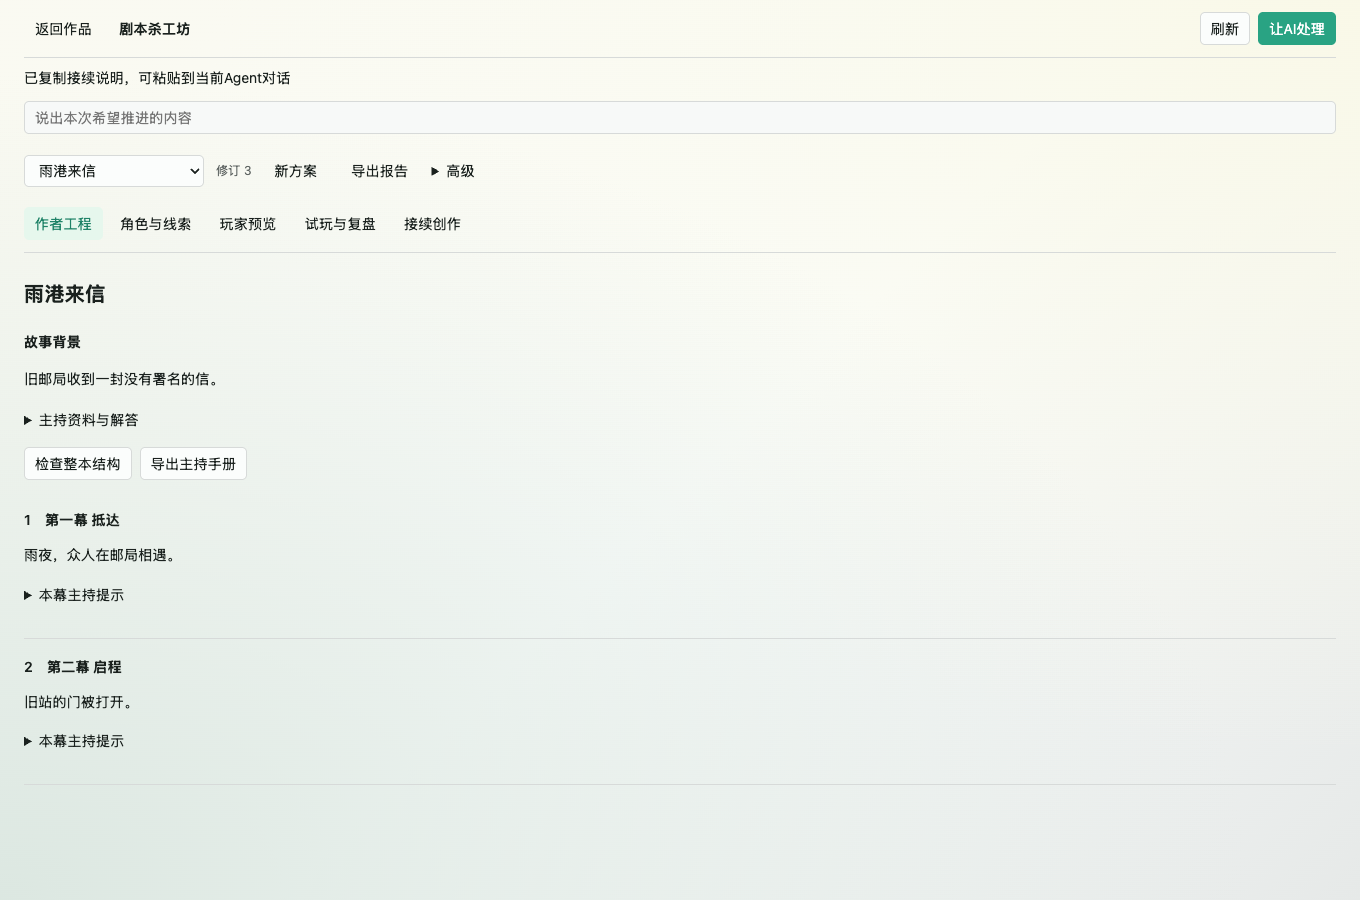 返回作品 剧本杀工坊 刷新 让AI处理
已复制接续说明，可粘贴到当前Agent对话
说出本次希望推进的内容
雨港来信 修订 3 新方案 导出报告 ▶ 高级
作者工程 角色与线索 玩家预览 试玩与复盘 接续创作
雨港来信
故事背景
旧邮局收到一封没有署名的信。
▶ 主持资料与解答
检查整本结构 导出主持手册
1 第一幕 抵达
雨夜，众人在邮局相遇。
▶ 本幕主持提示
2 第二幕 启程
旧站的门被打开。
▶ 本幕主持提示